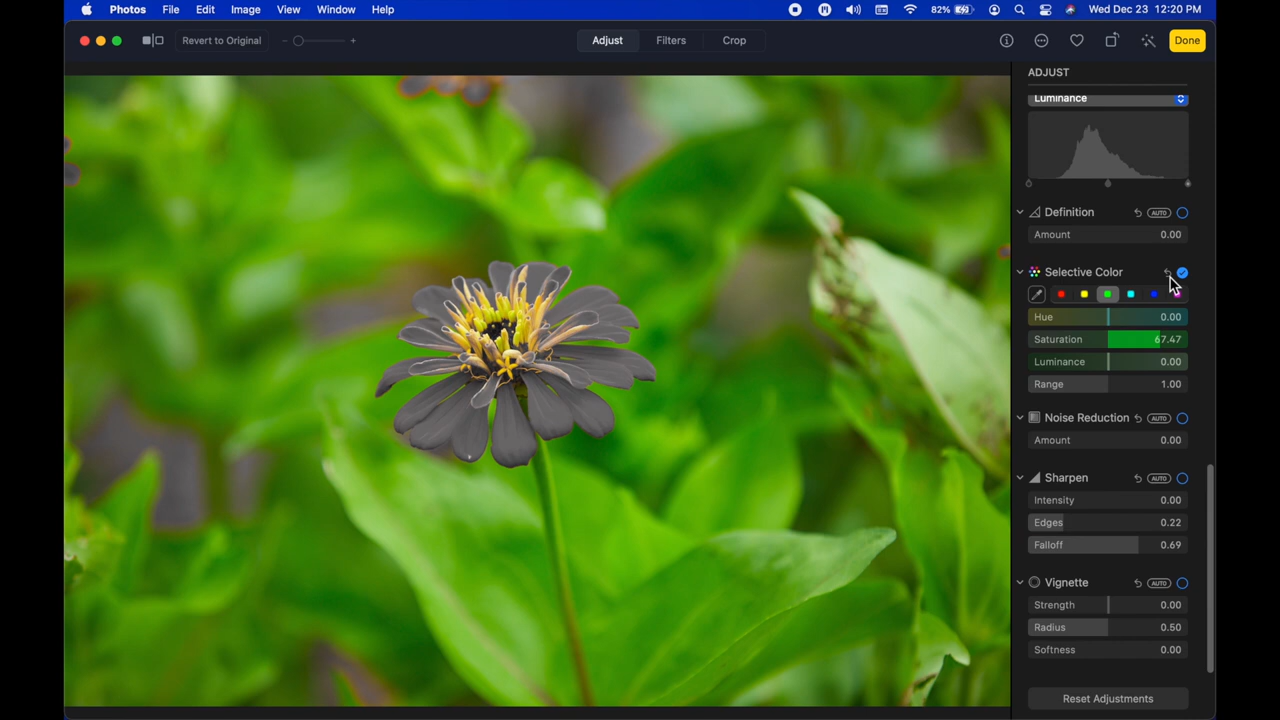 Photos File Edit Image View Window Help 82% Wed Dec 23 12:20 PM
Revert to Original − + Adjust Filters Crop Done
ADJUST
Luminance
Definition AUTO
Amount 0.00
Selective Color
Hue 0.00
Saturation 67.47
Luminance 0.00
Range 1.00
Noise Reduction AUTO
Amount 0.00
Sharpen AUTO
Intensity 0.00
Edges 0.22
Falloff 0.69
Vignette AUTO
Strength 0.00
Radius 0.50
Softness 0.00
Reset Adjustments